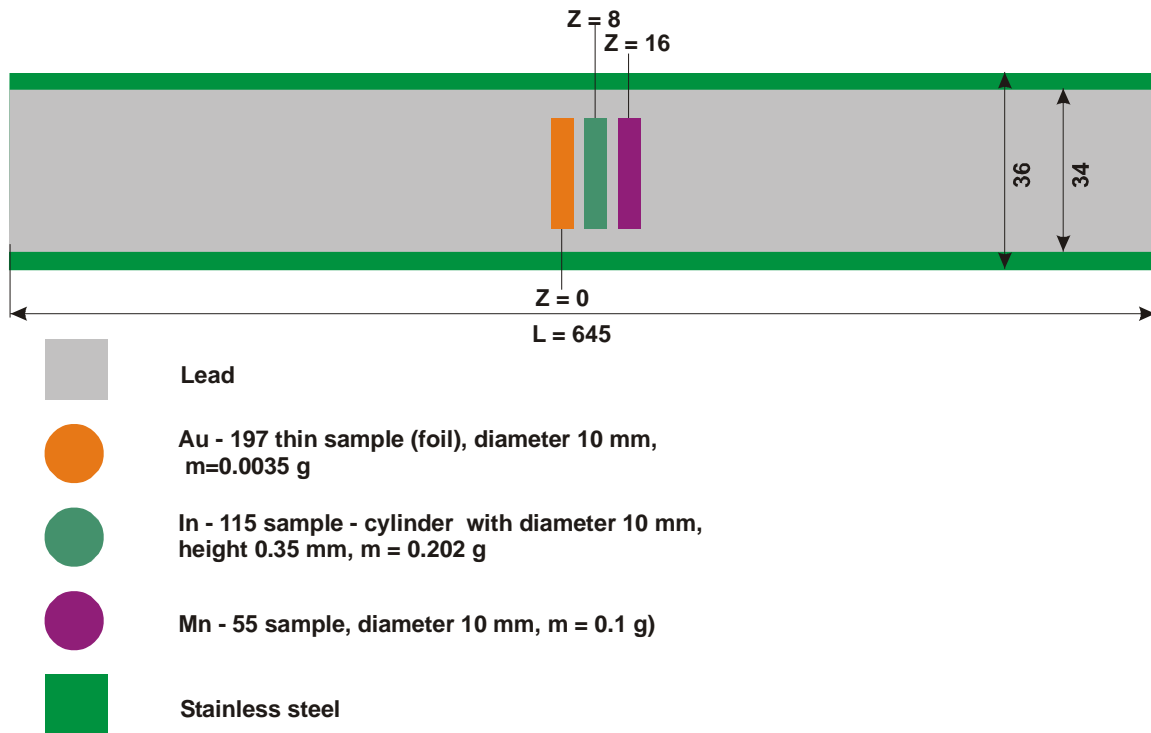 Z = 8
Z = 16
36
34
Z = 0
L = 645
Lead
Au - 197 thin sample (foil), diameter 10 mm,
m=0.0035 g
In - 115 sample - cylinder with diameter 10 mm,
height 0.35 mm, m = 0.202 g
Mn - 55 sample, diameter 10 mm, m = 0.1 g)
Stainless steel